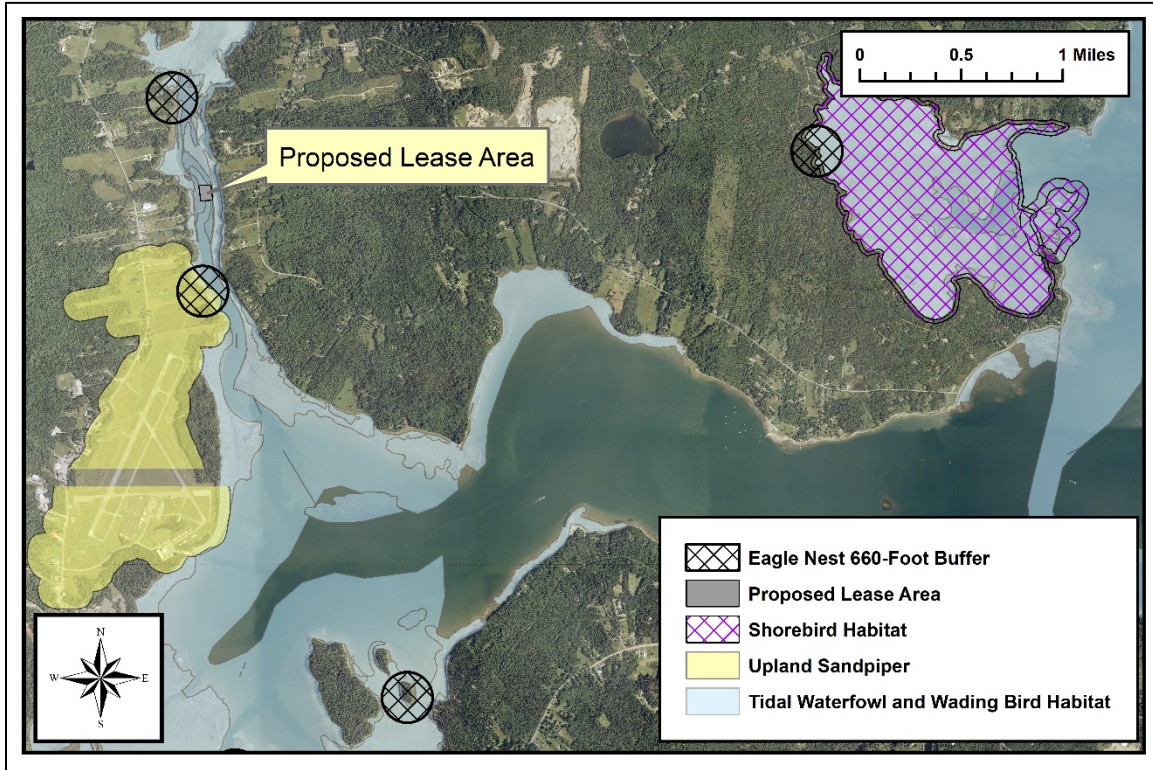 0 0.5 1 Miles
Proposed Lease Area
Eagle Nest 660-Foot Buffer
Proposed Lease Area
Shorebird Habitat
Upland Sandpiper
Tidal Waterfowl and Wading Bird Habitat
N
W E
S